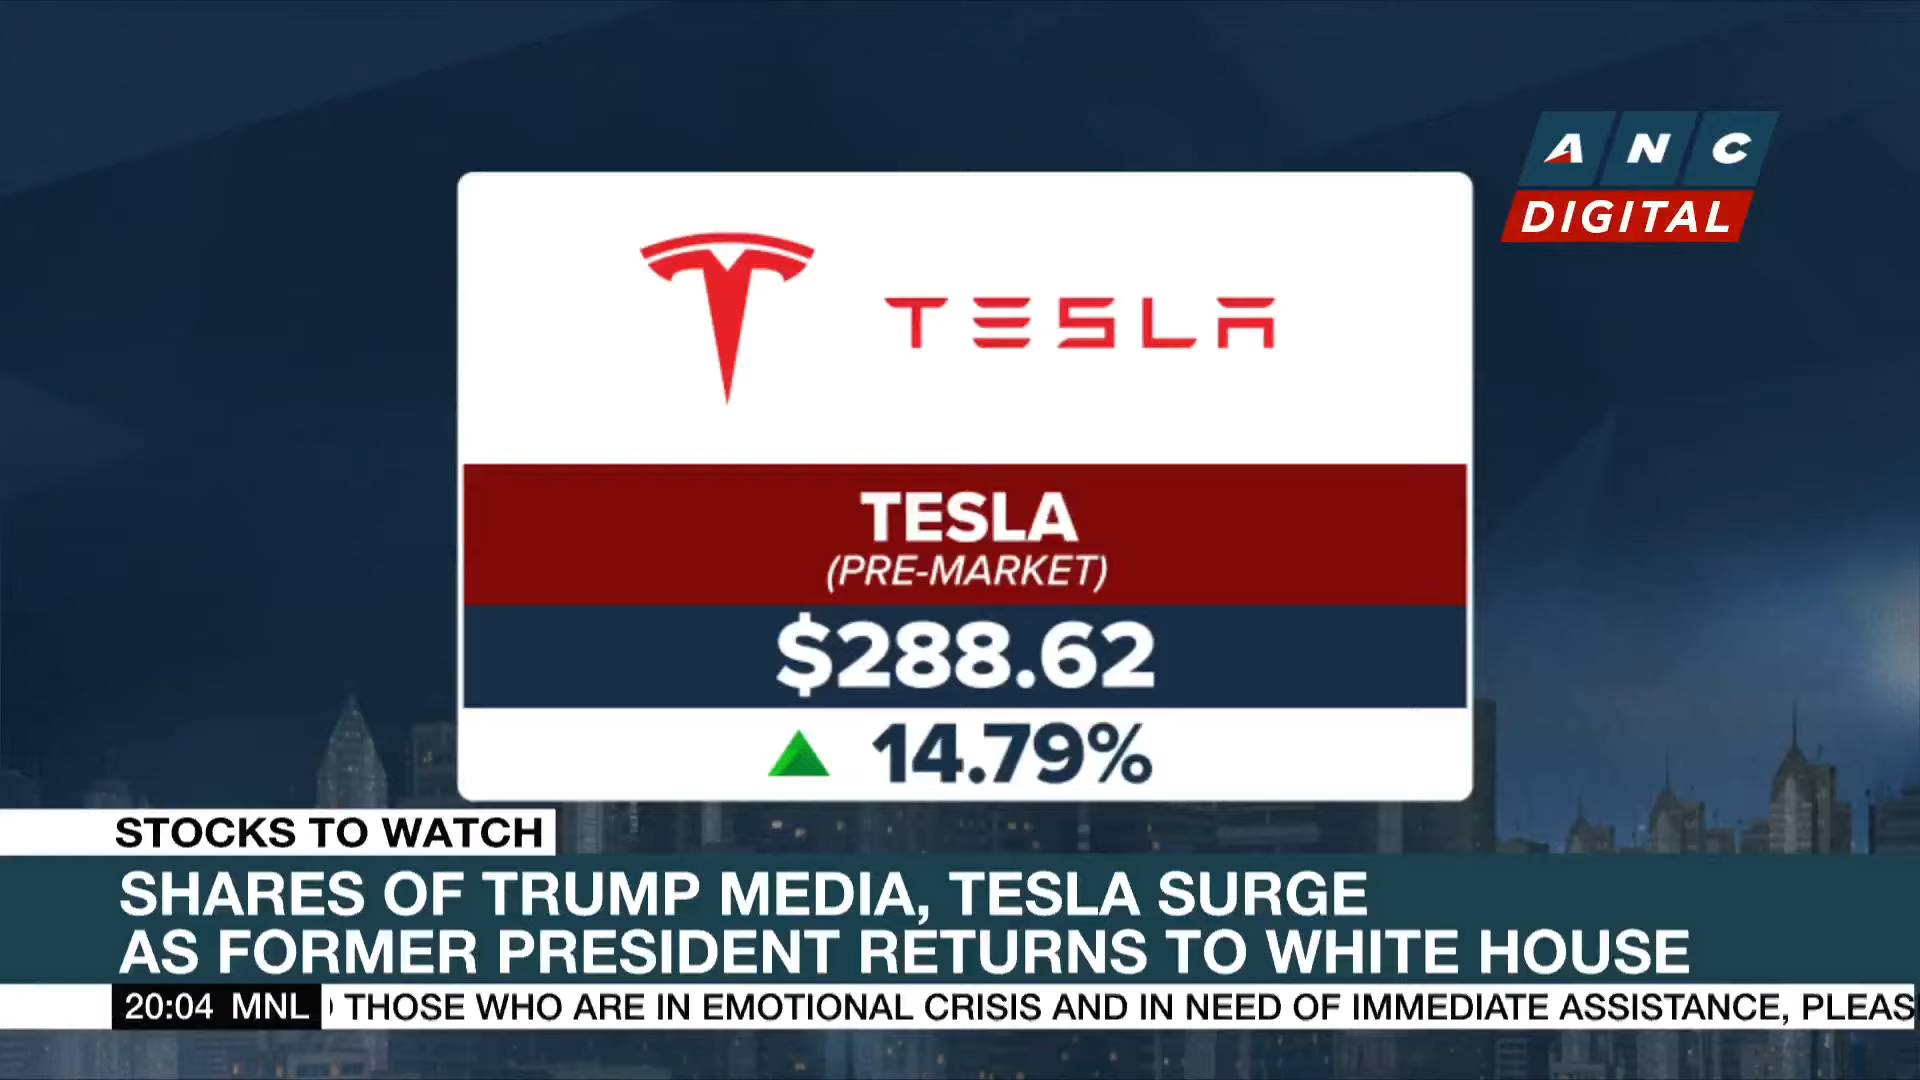 ANC
DIGITAL
TESLA
TESLA
(PRE-MARKET)
$288.62
14.79%
STOCKS TO WATCH
SHARES OF TRUMP MEDIA, TESLA SURGE
AS FORMER PRESIDENT RETURNS TO WHITE HOUSE
20:04 MNL THOSE WHO ARE IN EMOTIONAL CRISIS AND IN NEED OF IMMEDIATE ASSISTANCE, PLEAS